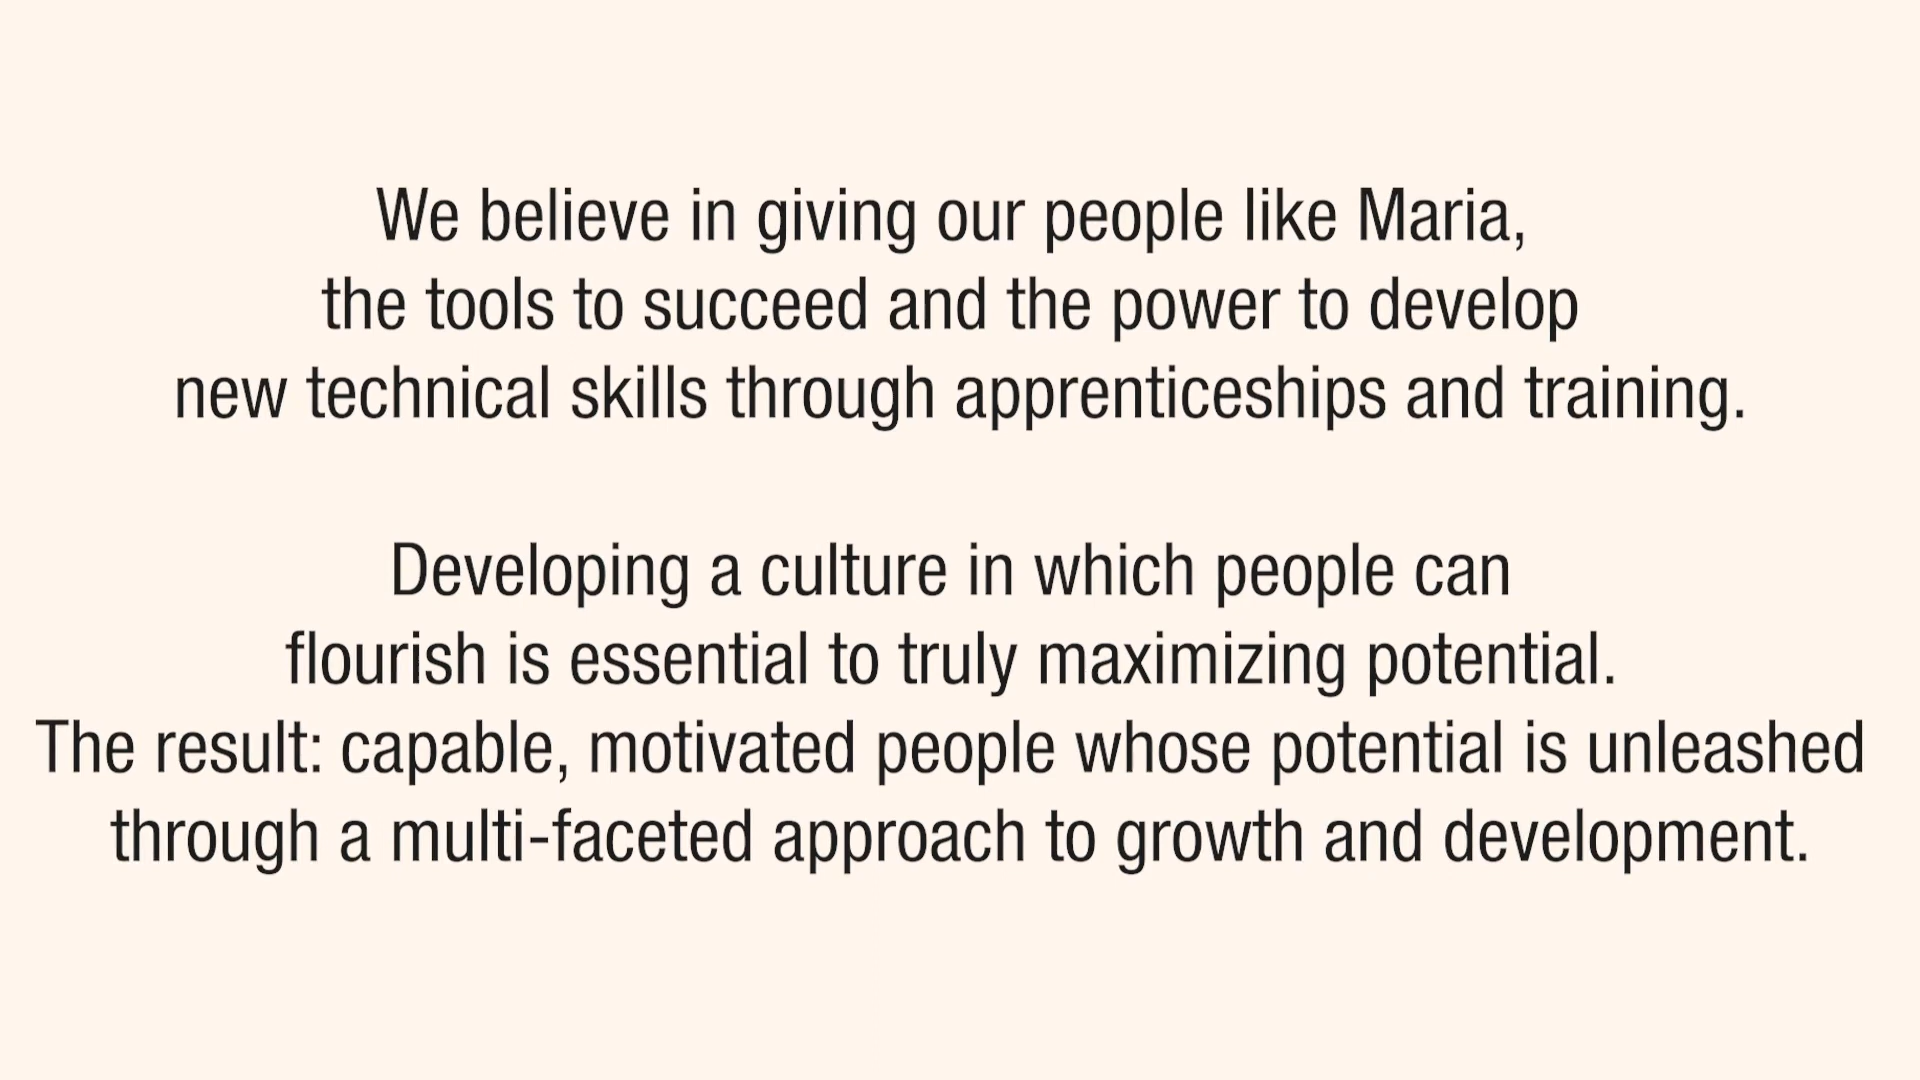 We believe in giving our people like Maria,
the tools to succeed and the power to develop
new technical skills through apprenticeships and training.
Developing a culture in which people can
flourish is essential to truly maximizing potential.
The result: capable, motivated people whose potential is unleashed
through a multi-faceted approach to growth and development.